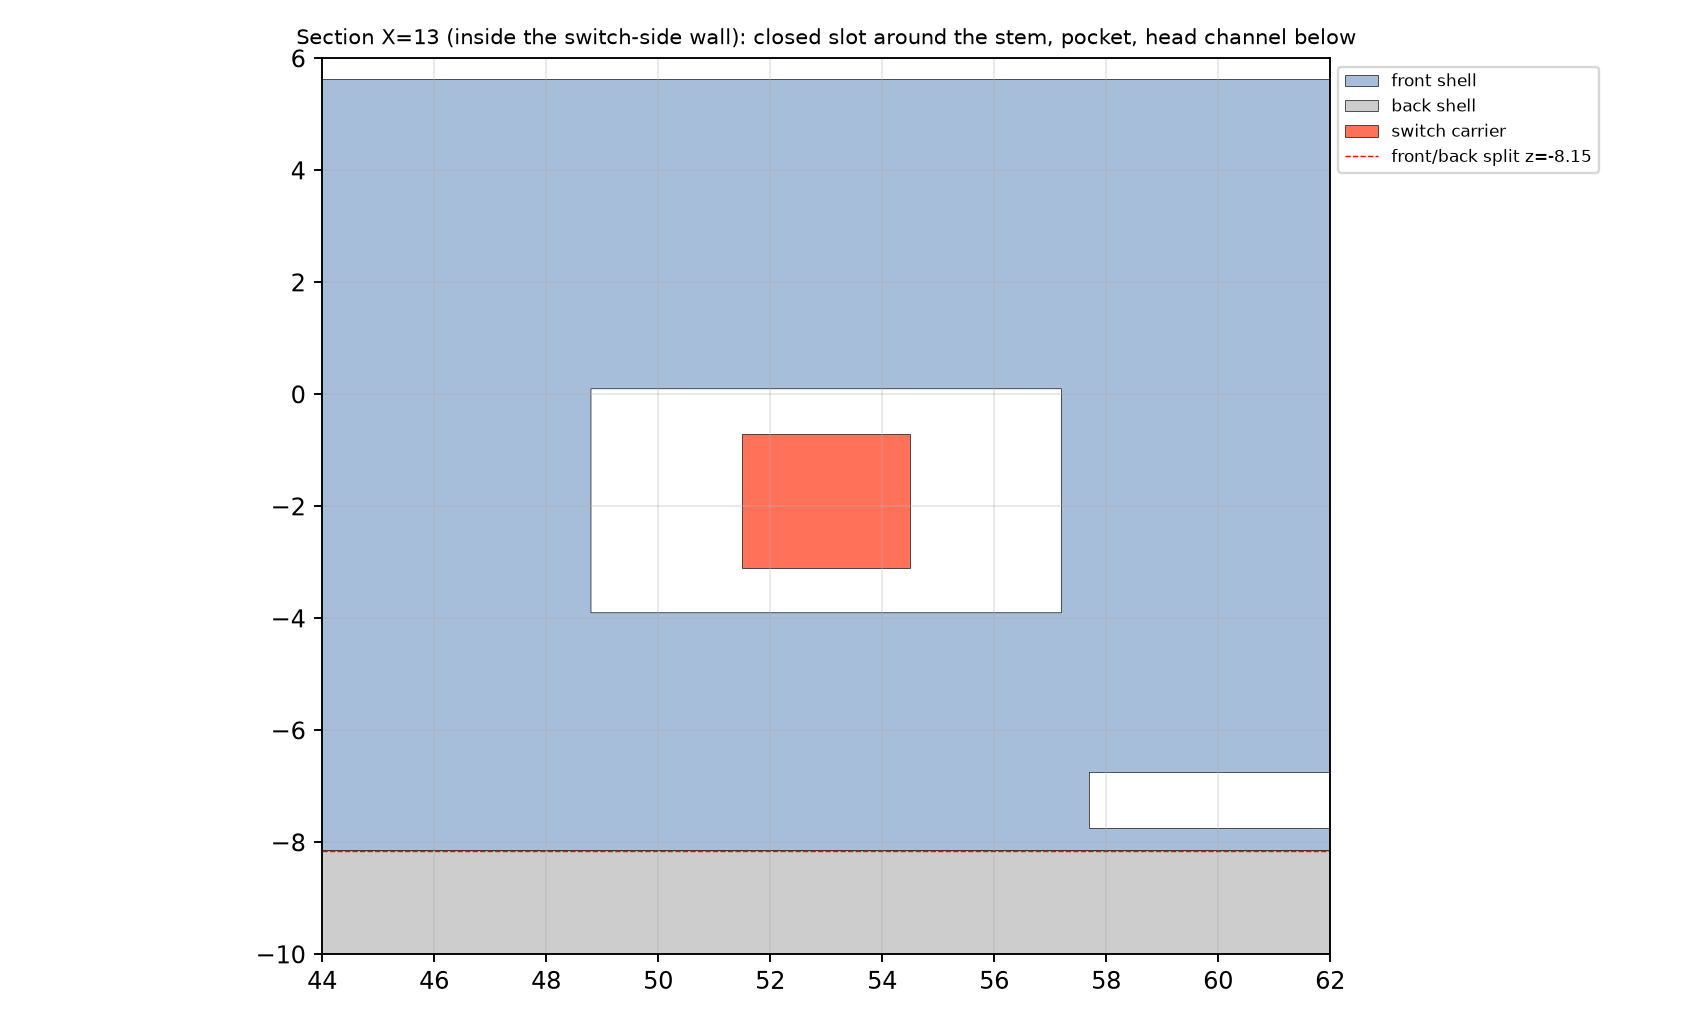 Section X=13 (inside the switch-side wall): closed slot around the stem, pocket, head channel below
front shell
back shell
switch carrier
front/back split z=-8.15
6
4
2
0
−2
−4
−6
−8
−10
44 46 48 50 52 54 56 58 60 62